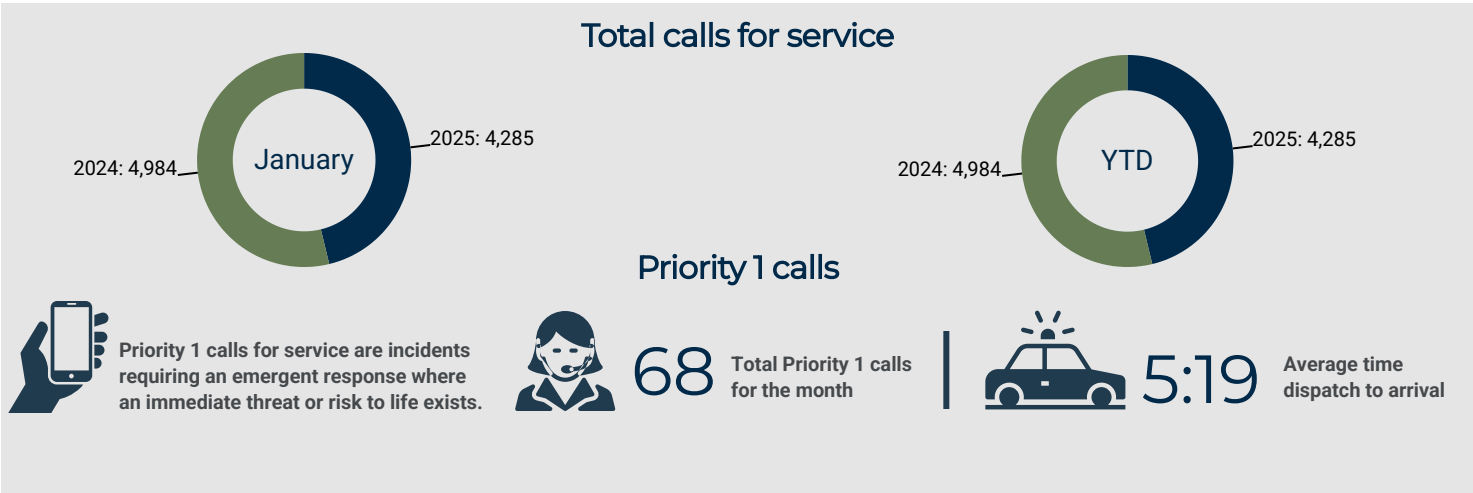 Total calls for service
2024: 4,984
January
2025: 4,285
2024: 4,984
YTD
2025: 4,285
Priority 1 calls
Priority 1 calls for service are incidents
requiring an emergent response where
an immediate threat or risk to life exists.
68
Total Priority 1 calls
for the month
5:19
Average time
dispatch to arrival